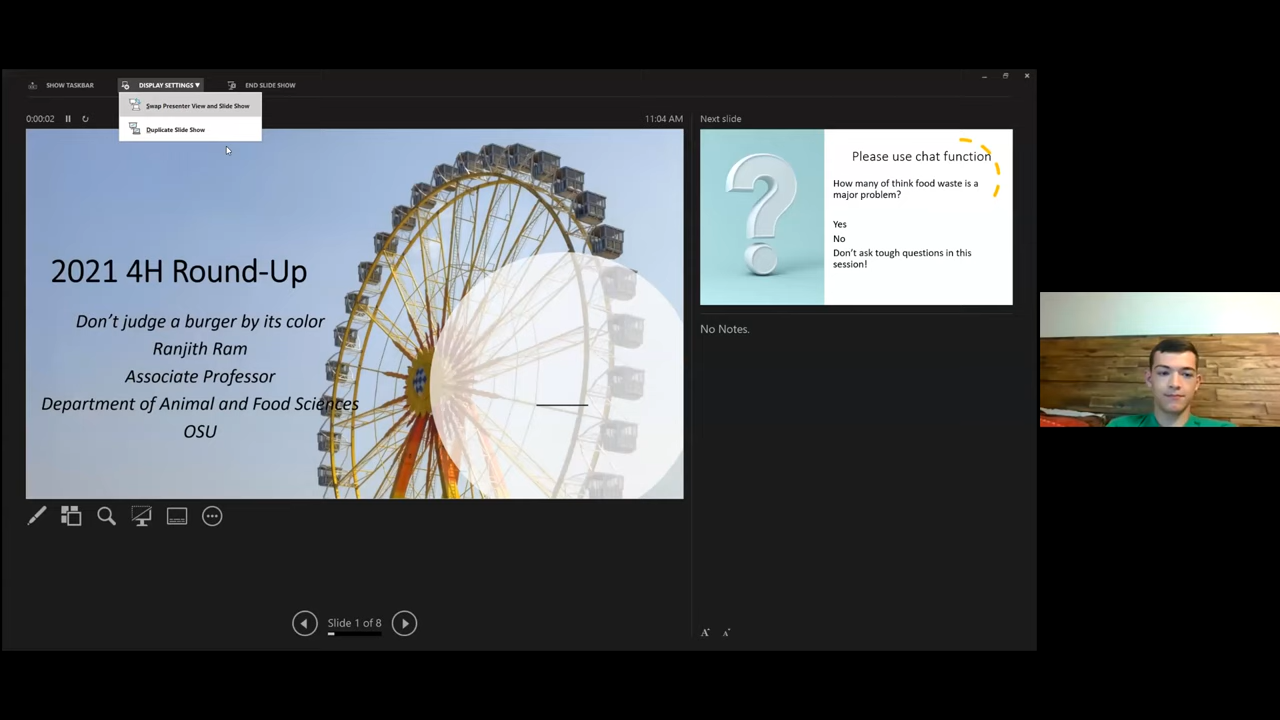 SHOW TASKBAR
DISPLAY SETTINGS ▼
END SLIDE SHOW
Swap Presenter View and Slide Show
Duplicate Slide Show
0:00:02
11:04 AM
2021 4H Round-Up
Don't judge a burger by its color
Ranjith Ram
Associate Professor
Department of Animal and Food Sciences
OSU
Slide 1 of 8
Next slide
Please use chat function
How many of think food waste is a
major problem?
Yes
No
Don't ask tough questions in this
session!
No Notes.
A
A